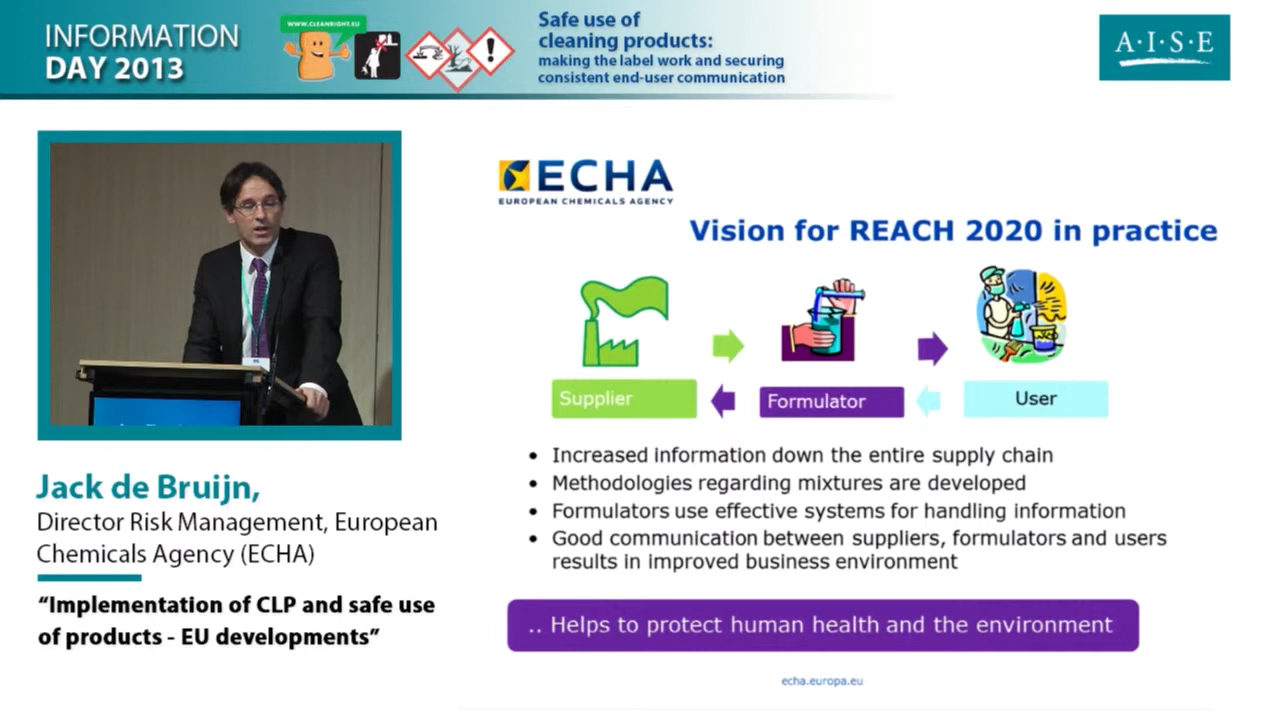 INFORMATION
DAY 2013
WWW.CLEANRIGHT.EU
Safe use of
cleaning products:
making the label work and securing
consistent end-user communication
A·I·S·E
ECHA
EUROPEAN CHEMICALS AGENCY
Vision for REACH 2020 in practice
Supplier
Formulator
User
• Increased information down the entire supply chain
• Methodologies regarding mixtures are developed
• Formulators use effective systems for handling information
• Good communication between suppliers, formulators and users
results in improved business environment
.. Helps to protect human health and the environment
echa.europa.eu
Jack de Bruijn,
Director Risk Management, European
Chemicals Agency (ECHA)
“Implementation of CLP and safe use
of products - EU developments”